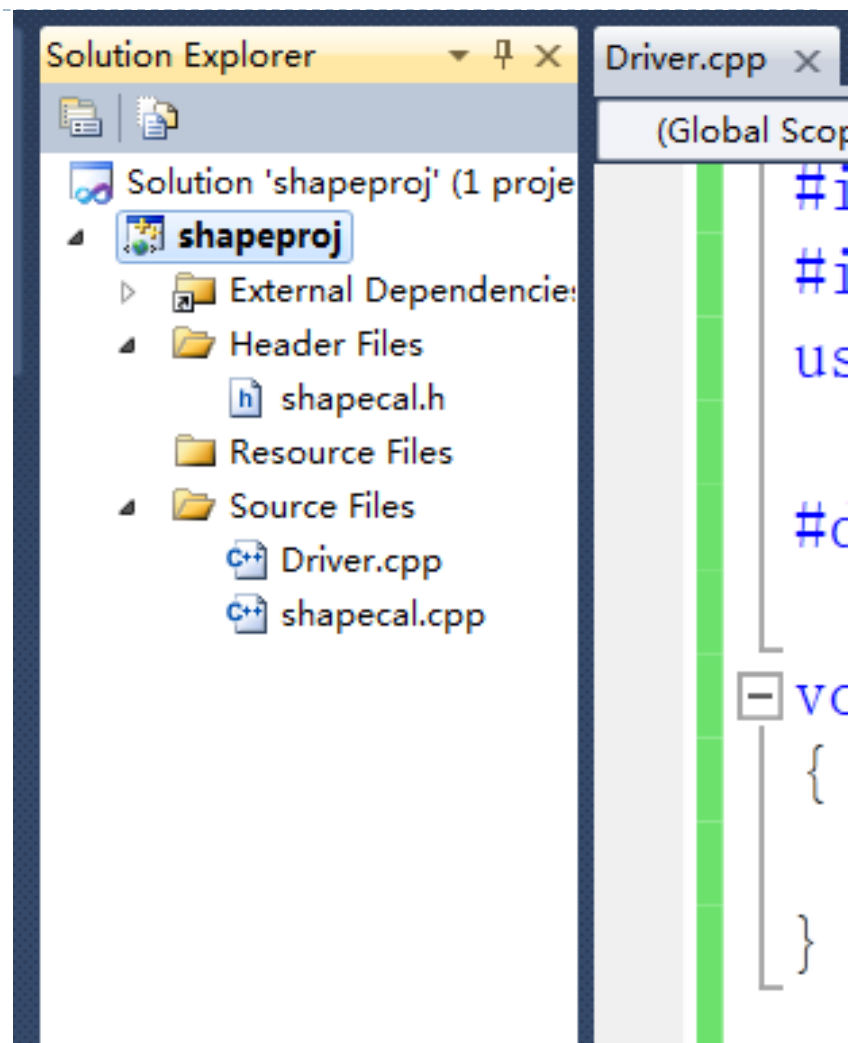 Solution Explorer
Solution 'shapeproj' (1 proje
shapeproj
External Dependencie
Header Files
shapecal.h
Resource Files
Source Files
Driver.cpp
shapecal.cpp
Driver.cpp
(Global Scop
#i
#i
us
#d
vo
{
}